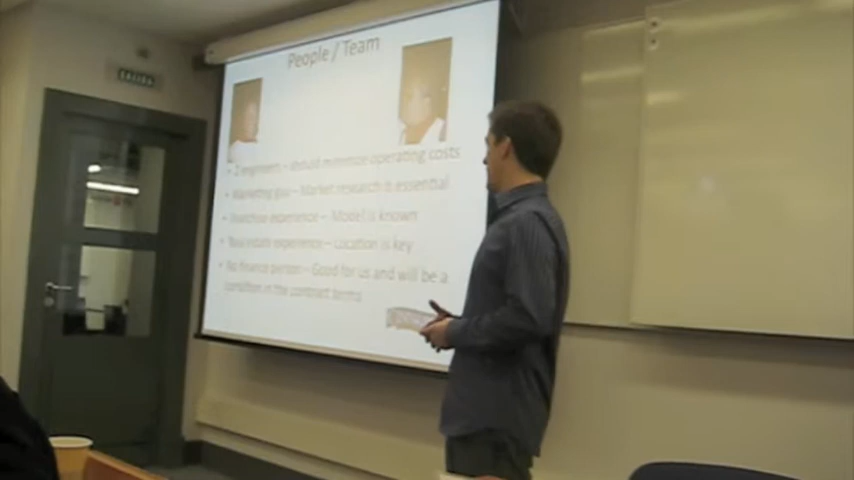 SALIDA
People / Team
• 2 engineers – should minimize operating costs
• Marketing guy – Market research is essential
• Franchise experience – Model is known
• Real estate experience – Location is key
• No finance person – Good for us and will be a
condition in the contract terms